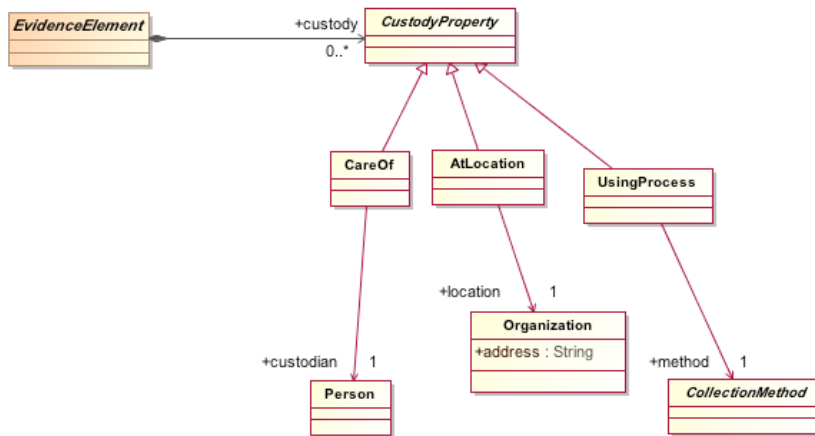 EvidenceElement
+custody
0..*
CustodyProperty
CareOf
AtLocation
UsingProcess
+location 1
Organization
+address : String
+custodian 1
+method 1
Person
CollectionMethod